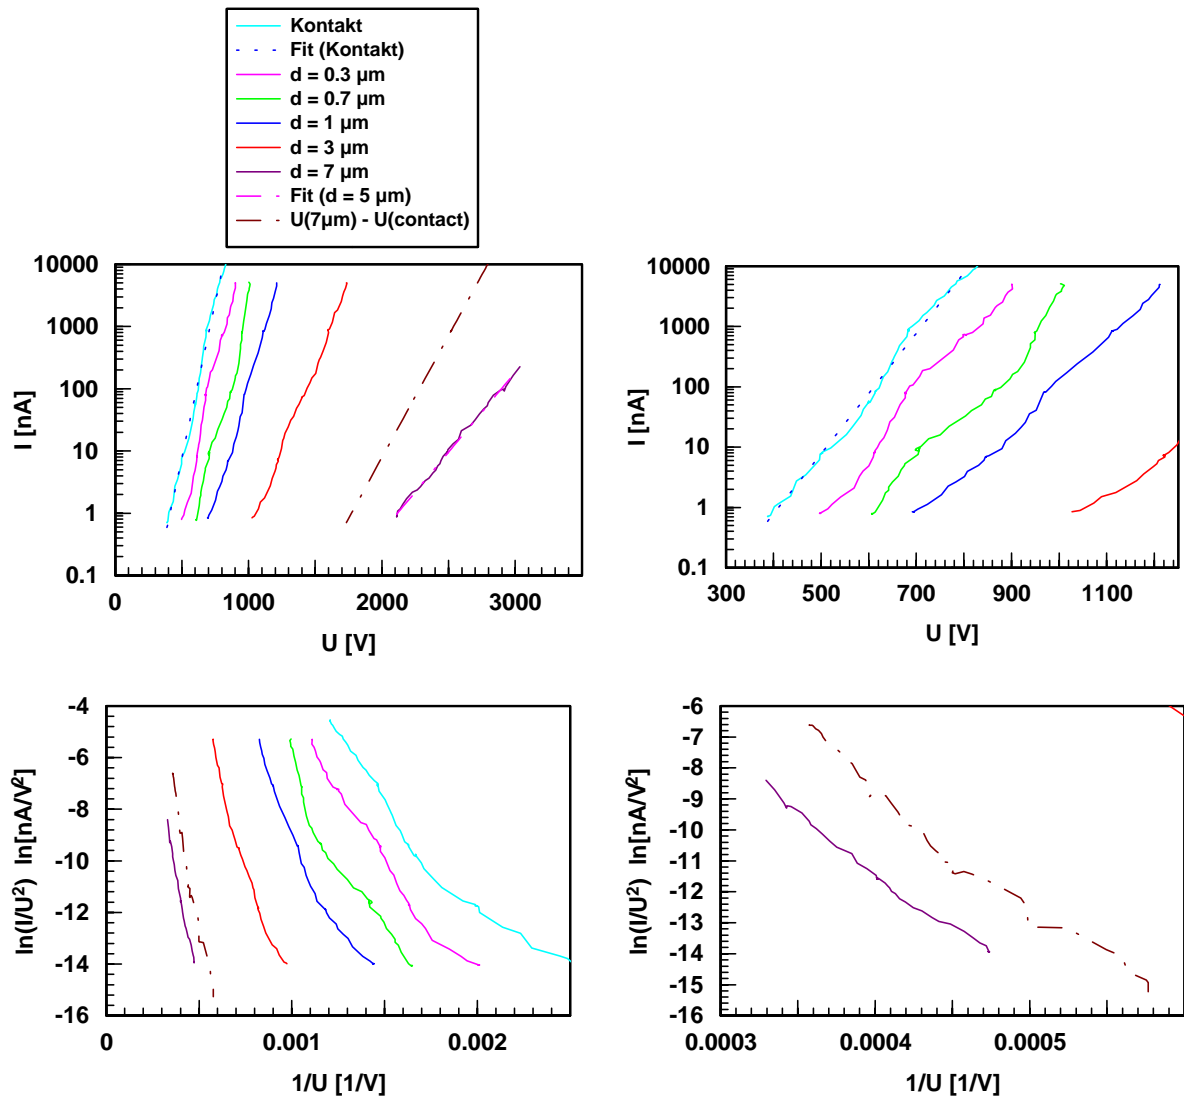 Kontakt
Fit (Kontakt)
d = 0.3 µm
d = 0.7 µm
d = 1 µm
d = 3 µm
d = 7 µm
Fit (d = 5 µm)
U(7µm) - U(contact)
10000
1000
100
10
1
0.1
I [nA]
0 1000 2000 3000
U [V]
10000
1000
100
10
1
0.1
I [nA]
300 500 700 900 1100
U [V]
-4
-6
-8
-10
-12
-14
-16
ln(I/U²) ln[nA/V²]
0 0.001 0.002
1/U [1/V]
-6
-7
-8
-9
-10
-11
-12
-13
-14
-15
-16
ln(I/U²) ln[nA/V²]
0.0003 0.0004 0.0005
1/U [1/V]